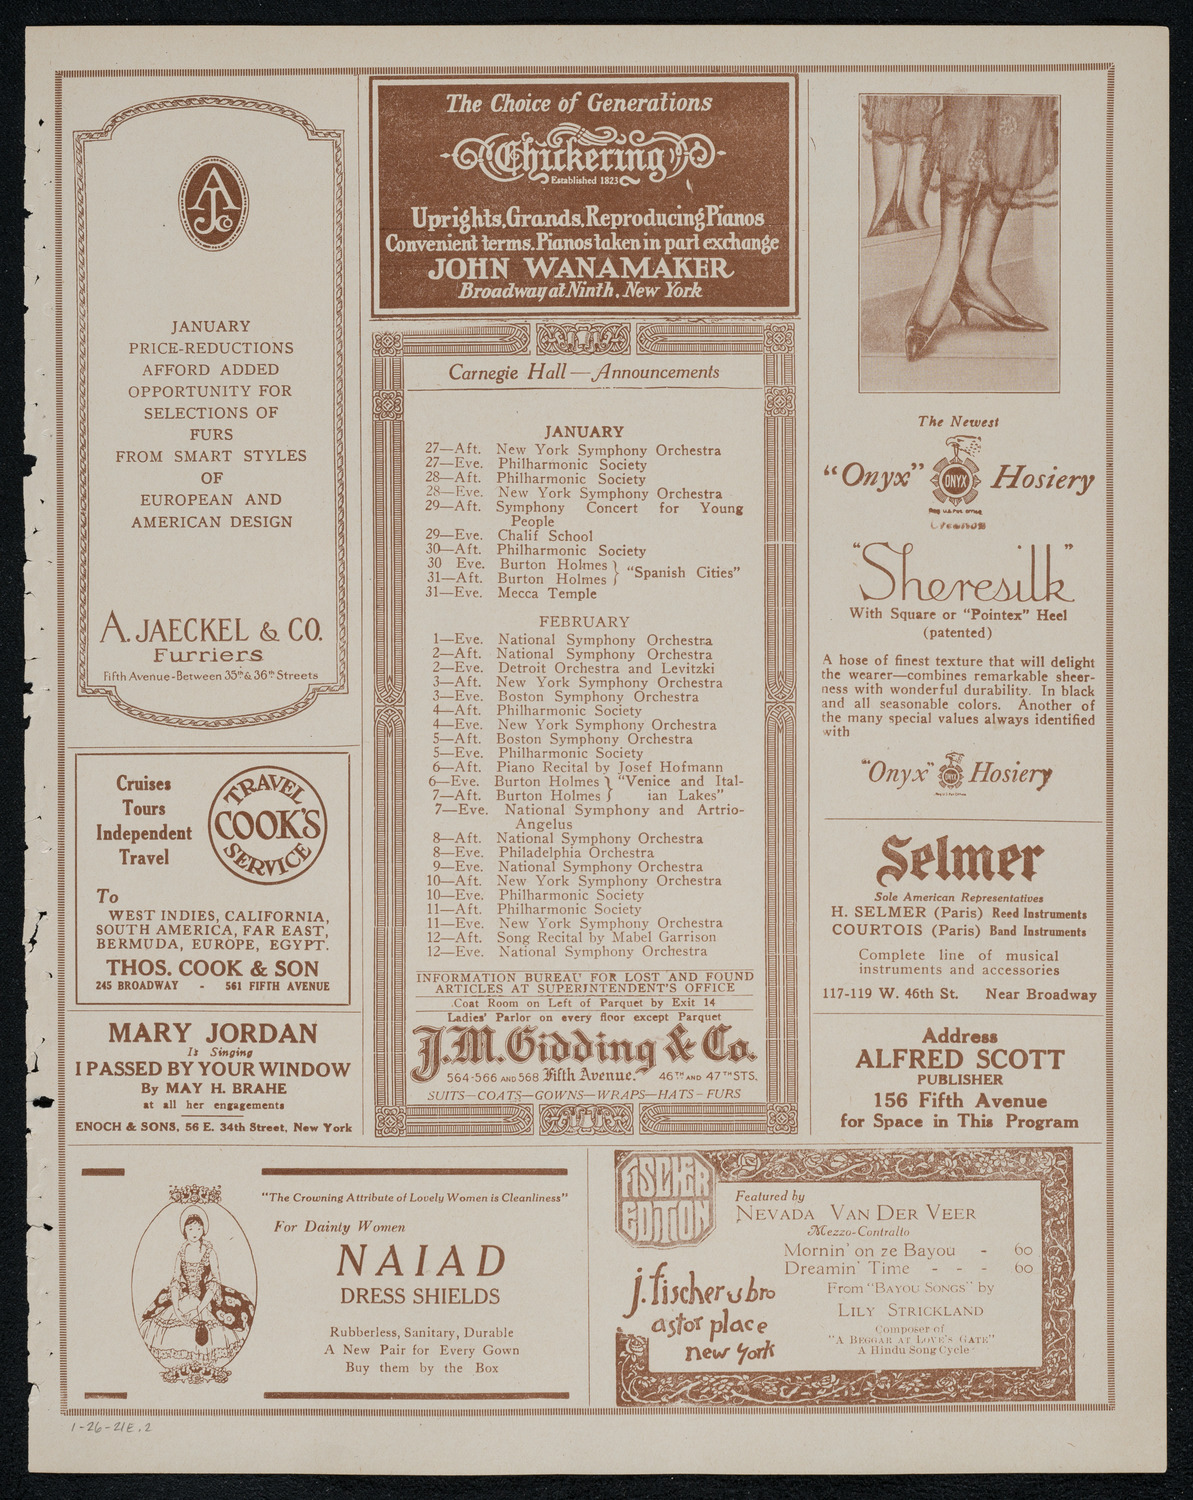 AJCo
JANUARY
PRICE-REDUCTIONS
AFFORD ADDED
OPPORTUNITY FOR
SELECTIONS OF
FURS
FROM SMART STYLES
OF
EUROPEAN AND
AMERICAN DESIGN
A. JAECKEL & CO.
Furriers
Fifth Avenue-Between 35th & 36th Streets
Cruises
Tours
Independent
Travel
TRAVEL
COOK'S
SERVICE
To
WEST INDIES, CALIFORNIA,
SOUTH AMERICA, FAR EAST,
BERMUDA, EUROPE, EGYPT.
THOS. COOK & SON
245 BROADWAY - 561 FIFTH AVENUE
MARY JORDAN
Is Singing
I PASSED BY YOUR WINDOW
By MAY H. BRAHE
at all her engagements
ENOCH & SONS, 56 E. 34th Street, New York
The Choice of Generations
Chickering
Established 1823
Uprights, Grands, Reproducing Pianos
Convenient terms. Pianos taken in part exchange
JOHN WANAMAKER
Broadway at Ninth, New York
Carnegie Hall—Announcements
JANUARY
27—Aft. New York Symphony Orchestra
27—Eve. Philharmonic Society
28—Aft. Philharmonic Society
28—Eve. New York Symphony Orchestra
29—Aft. Symphony Concert for Young
People
29—Eve. Chalif School
30—Aft. Philharmonic Society
30 Eve. Burton Holmes } "Spanish Cities"
31—Aft. Burton Holmes }
31—Eve. Mecca Temple
FEBRUARY
1—Eve. National Symphony Orchestra
2—Aft. National Symphony Orchestra
2—Eve. Detroit Orchestra and Levitzki
3—Aft. New York Symphony Orchestra
3—Eve. Boston Symphony Orchestra
4—Aft. Philharmonic Society
4—Eve. New York Symphony Orchestra
5—Aft. Boston Symphony Orchestra
5—Eve. Philharmonic Society
6—Aft. Piano Recital by Josef Hofmann
6—Eve. Burton Holmes } "Venice and Ital-
7—Aft. Burton Holmes } ian Lakes"
7—Eve. National Symphony and Artrio-
Angelus
8—Aft. National Symphony Orchestra
8—Eve. Philadelphia Orchestra
9—Eve. National Symphony Orchestra
10—Aft. New York Symphony Orchestra
10—Eve. Philharmonic Society
11—Aft. Philharmonic Society
11—Eve. New York Symphony Orchestra
12—Aft. Song Recital by Mabel Garrison
12—Eve. National Symphony Orchestra
INFORMATION BUREAU FOR LOST AND FOUND
ARTICLES AT SUPERINTENDENT'S OFFICE
Coat Room on Left of Parquet by Exit 14
Ladies' Parlor on every floor except Parquet
J.M. Gidding & Co.
564-566 AND 568 Fifth Avenue. 46TH AND 47TH STS.
SUITS—COATS—GOWNS—WRAPS—HATS-FURS
The Newest
"Onyx" ONYX Hosiery
Reg. U.S. Pat. Office
"Sheresilk"
With Square or "Pointex" Heel
(patented)
A hose of finest texture that will delight
the wearer—combines remarkable sheer-
ness with wonderful durability. In black
and all seasonable colors. Another of
the many special values always identified
with
"Onyx" Hosiery
Selmer
Sole American Representatives
H. SELMER (Paris) Reed Instruments
COURTOIS (Paris) Band Instruments
Complete line of musical
instruments and accessories
117-119 W. 46th St. Near Broadway
Address
ALFRED SCOTT
PUBLISHER
156 Fifth Avenue
for Space in This Program
"The Crowning Attribute of Lovely Women is Cleanliness"
For Dainty Women
NAIAD
DRESS SHIELDS
Rubberless, Sanitary, Durable
A New Pair for Every Gown
Buy them by the Box
FISCHER
EDITION
j. fischer & bro
astor place
new york
Featured by
NEVADA VAN DER VEER
Mezzo-Contralto
Mornin' on ze Bayou - 60
Dreamin' Time - - - 60
From "BAYOU SONGS" by
LILY STRICKLAND
Composer of
"A BEGGAR AT LOVE'S GATE"
A Hindu Song Cycle
1-26-21E.2